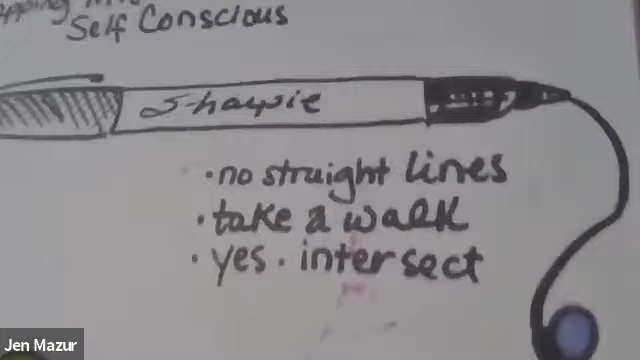 Self Conscious
Sharpie
• no straight lines
• take a walk
• yes • intersect
Jen Mazur